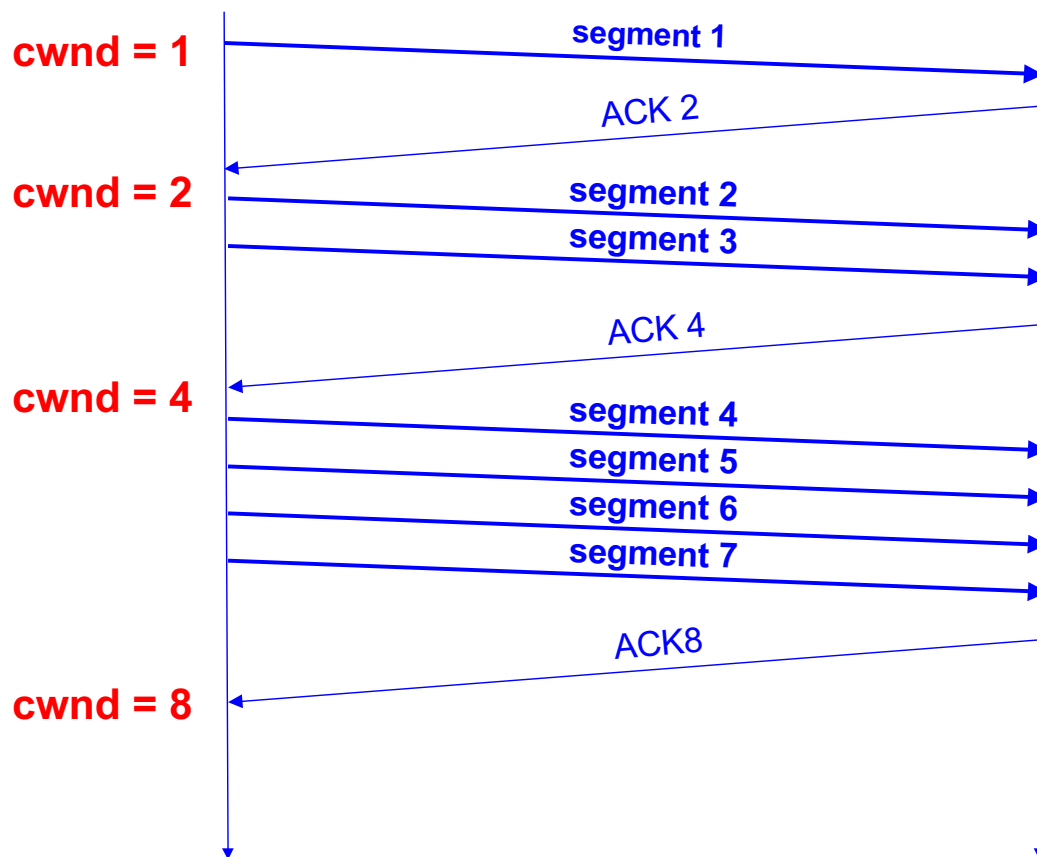 cwnd = 1
segment 1
ACK 2
cwnd = 2
segment 2
segment 3
ACK 4
cwnd = 4
segment 4
segment 5
segment 6
segment 7
ACK8
cwnd = 8